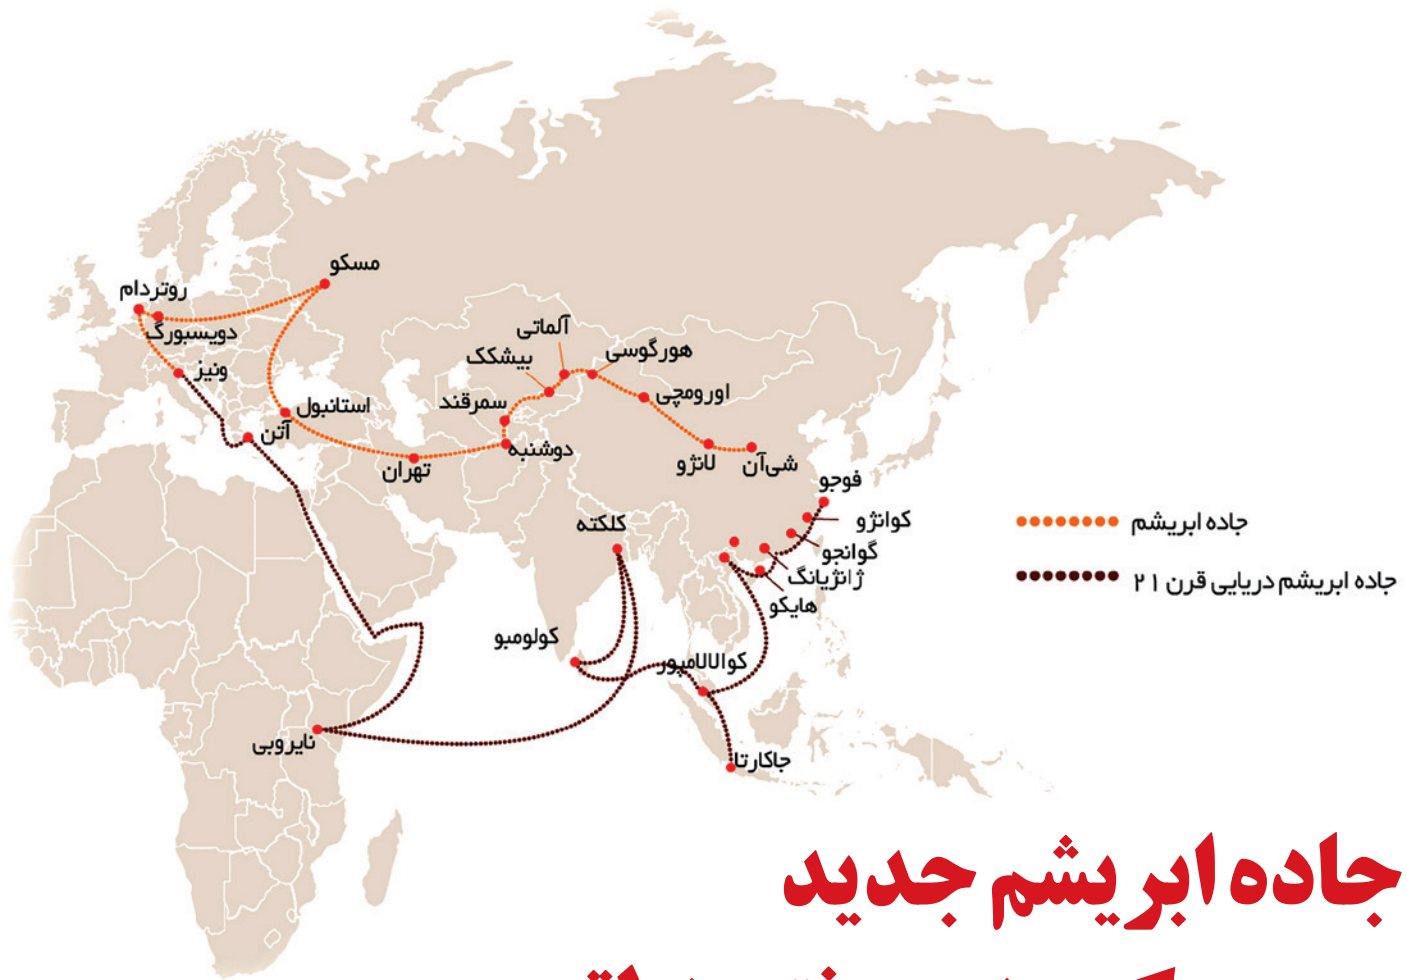 مسکو
روتردام
دویسبورگ
ونیز
آلماتی
بیشکک
هورگوسی
سمرقند
اورومچی
استانبول
آتن
تهران
دوشنبه
لانژو
شی‌آن
فوجو
کوانژو
گوانجو
ژانژیانگ
هایکو
کلکته
کولومبو
کوالالامپور
نایروبی
جاکارتا
جاده ابریشم
جاده ابریشم دریایی قرن ۲۱
جاده ابریشم جدید